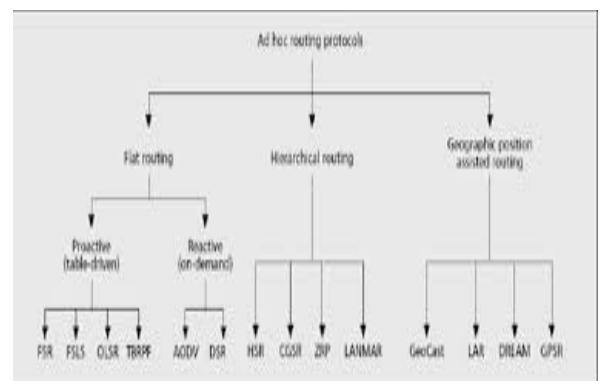 Ad hoc routing protocols
Flat routing
Hierarchical routing
Geographic position
assisted routing
Proactive
(table-driven)
Reactive
(on-demand)
FSR FSLS OLSR TBRPF AODV DSR HSR CGSR ZRP LANMAR GeoCast LAR DREAM GPSR